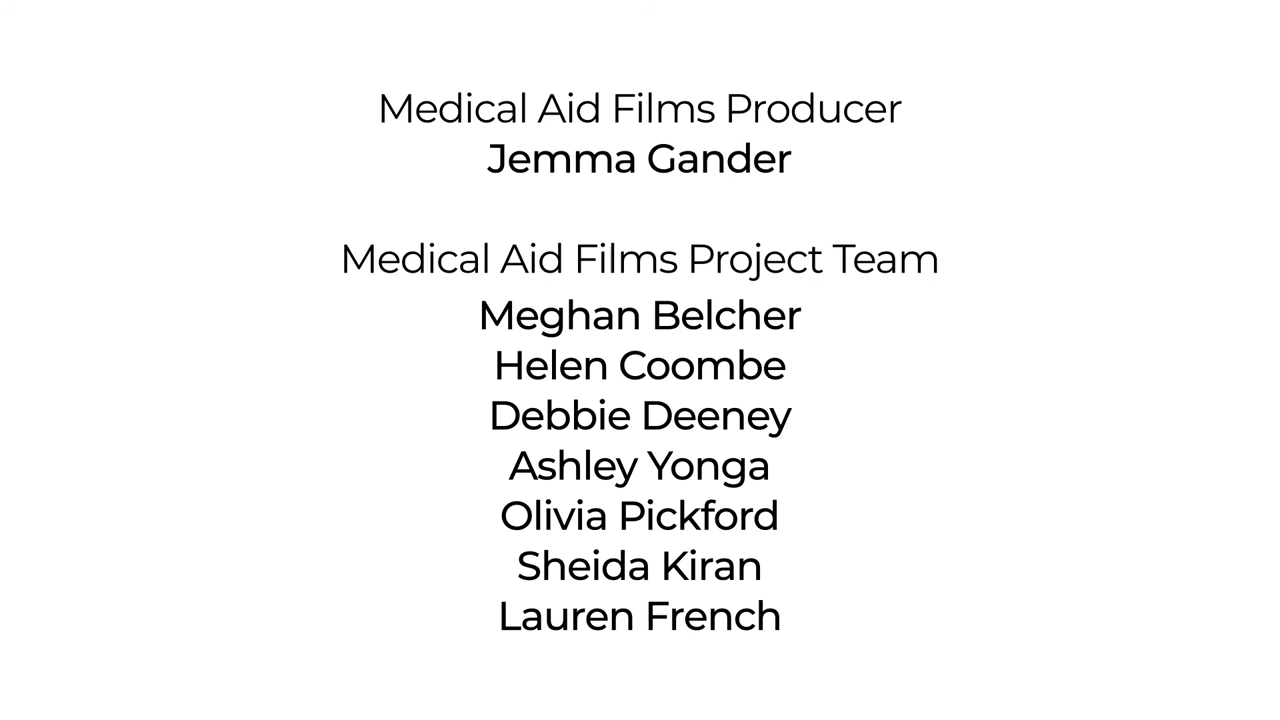 Medical Aid Films Producer
Jemma Gander
Medical Aid Films Project Team
Meghan Belcher
Helen Coombe
Debbie Deeney
Ashley Yonga
Olivia Pickford
Sheida Kiran
Lauren French